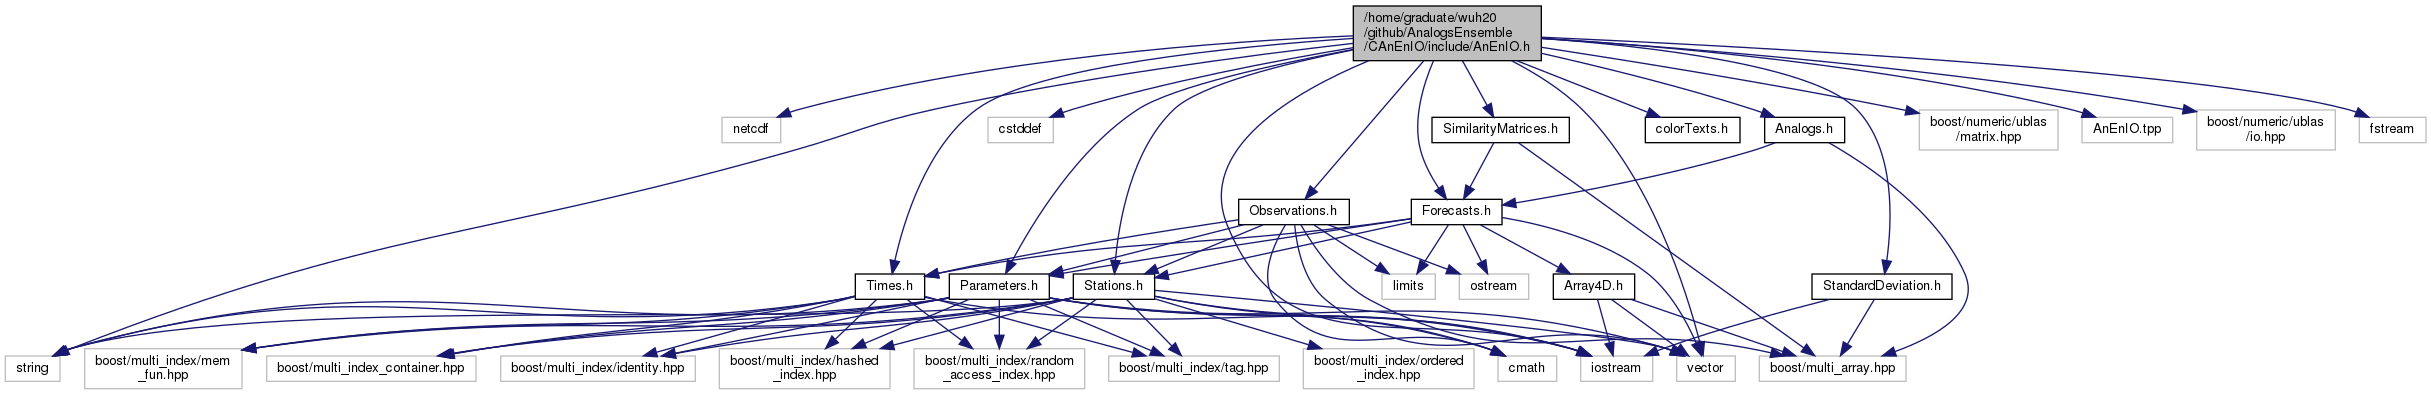 /home/graduate/wuh20
/github/AnalogsEnsemble
/CAnEnIO/include/AnEnIO.h
netcdf
cstddef
SimilarityMatrices.h
colorTexts.h
Analogs.h
boost/numeric/ublas
/matrix.hpp
AnEnIO.tpp
boost/numeric/ublas
/io.hpp
fstream
Observations.h
Forecasts.h
Times.h
Parameters.h
Stations.h
limits
ostream
Array4D.h
StandardDeviation.h
string
boost/multi_index/mem
_fun.hpp
boost/multi_index_container.hpp
boost/multi_index/identity.hpp
boost/multi_index/hashed
_index.hpp
boost/multi_index/random
_access_index.hpp
boost/multi_index/tag.hpp
boost/multi_index/ordered
_index.hpp
cmath
iostream
vector
boost/multi_array.hpp